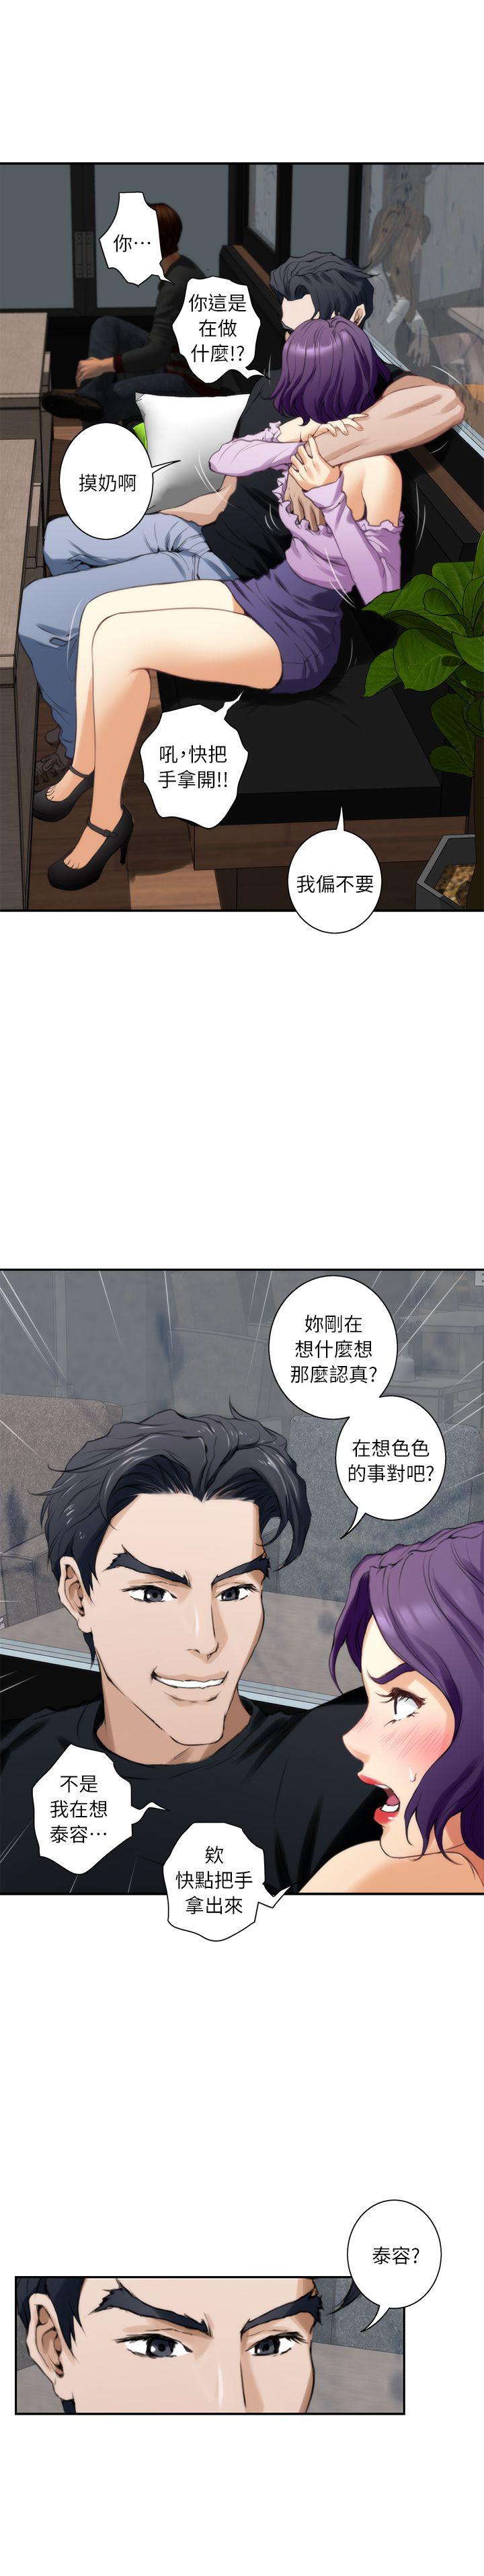 你…
你這是
在做
什麼!?
摸奶啊
吼,快把
手拿開!!
我偏不要
妳剛在
想什麼想
那麼認真?
在想色色
的事對吧?
不是
我在想
泰容…
欸
快點把手
拿出來
泰容?